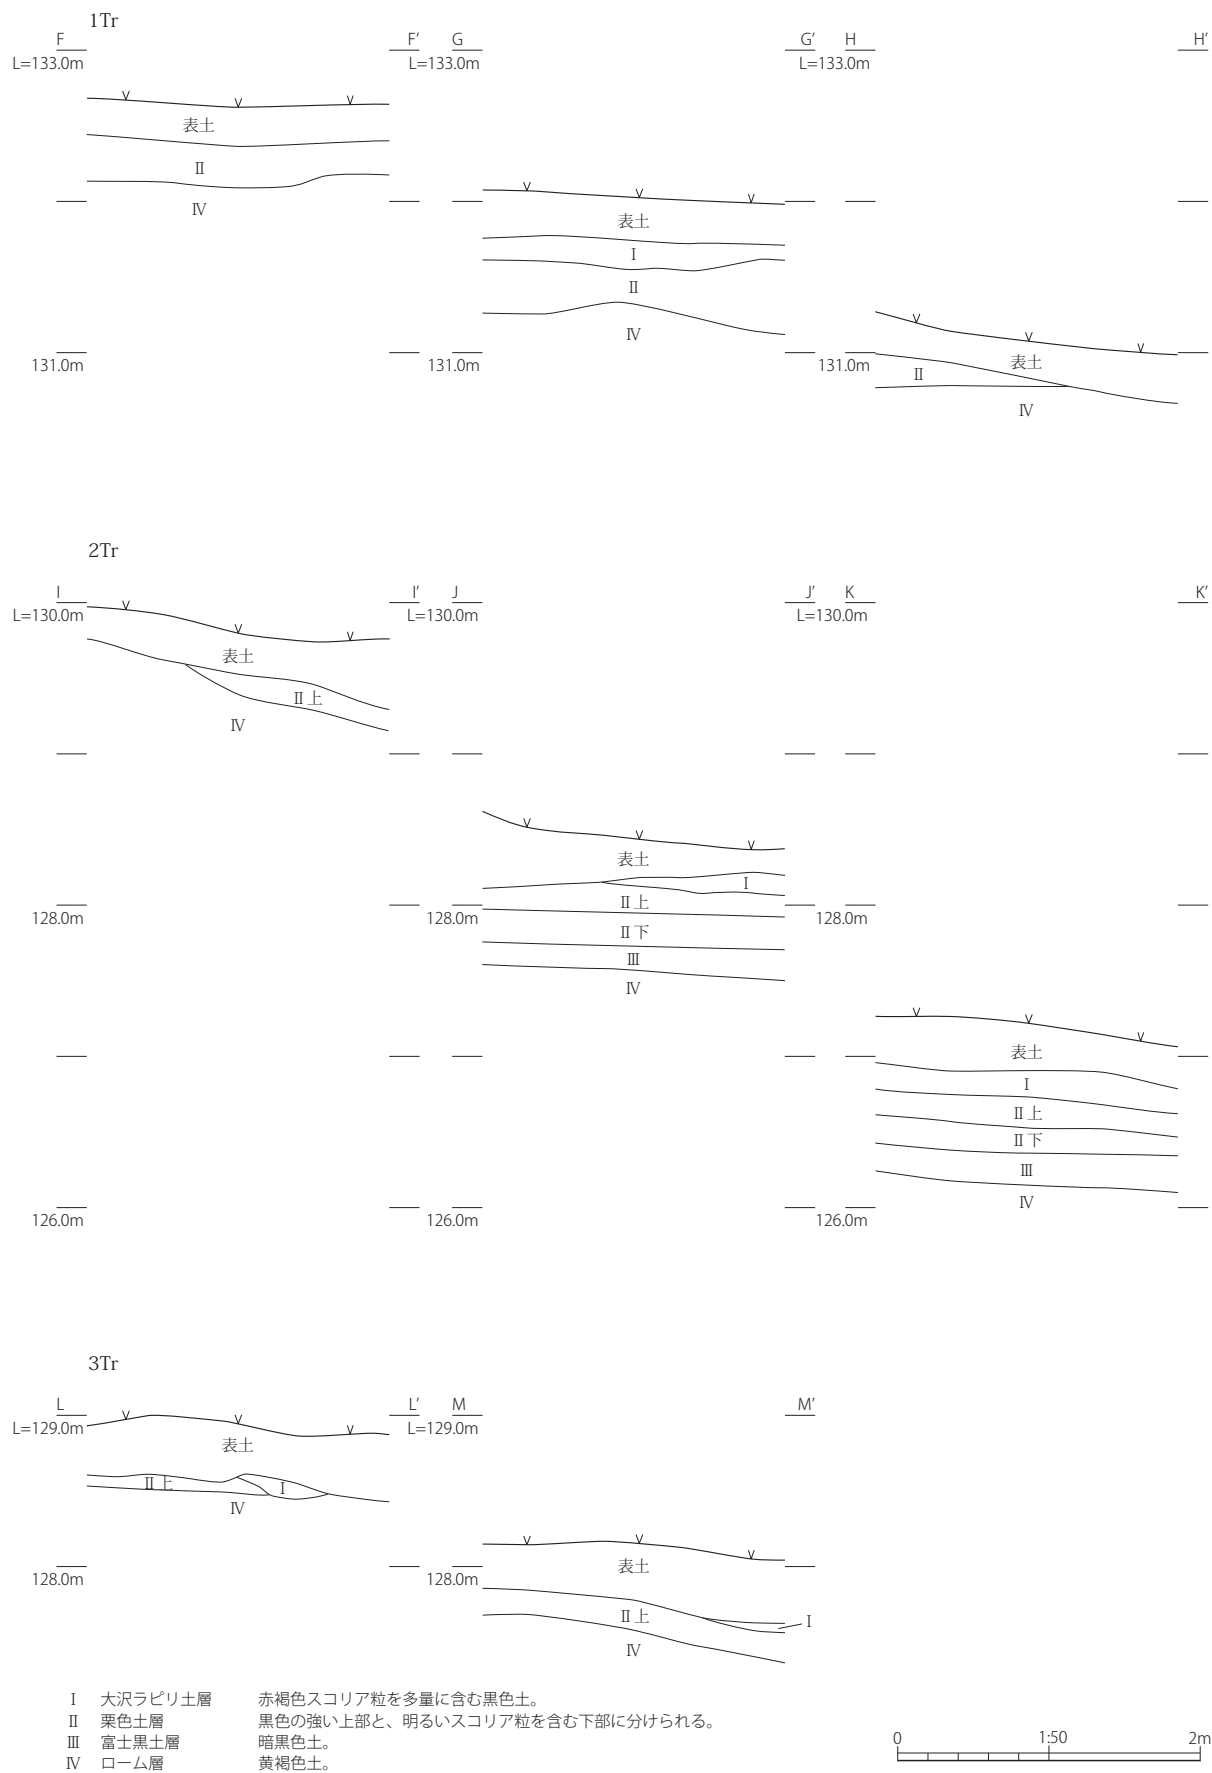 1Tr
F F′ G G′ H H′
L=133.0m L=133.0m L=133.0m
表土
Ⅱ
Ⅳ
表土
Ⅰ
Ⅱ
Ⅳ
表土
Ⅱ
Ⅳ
131.0m 131.0m 131.0m
2Tr
I I′ J J′ K K′
L=130.0m L=130.0m L=130.0m
表土
Ⅱ上
Ⅳ
表土
Ⅰ
Ⅱ上
Ⅱ下
Ⅲ
Ⅳ
128.0m 128.0m 128.0m
表土
Ⅰ
Ⅱ上
Ⅱ下
Ⅲ
Ⅳ
126.0m 126.0m 126.0m
3Tr
L L′ M M′
L=129.0m L=129.0m
表土
Ⅱ上
Ⅰ
Ⅳ
表土
Ⅱ上
Ⅰ
Ⅳ
128.0m 128.0m
Ⅰ 大沢ラピリ土層 赤褐色スコリア粒を多量に含む黒色土。
Ⅱ 栗色土層 黒色の強い上部と、明るいスコリア粒を含む下部に分けられる。
Ⅲ 富士黒土層 暗黒色土。
Ⅳ ローム層 黄褐色土。
0 1:50 2m